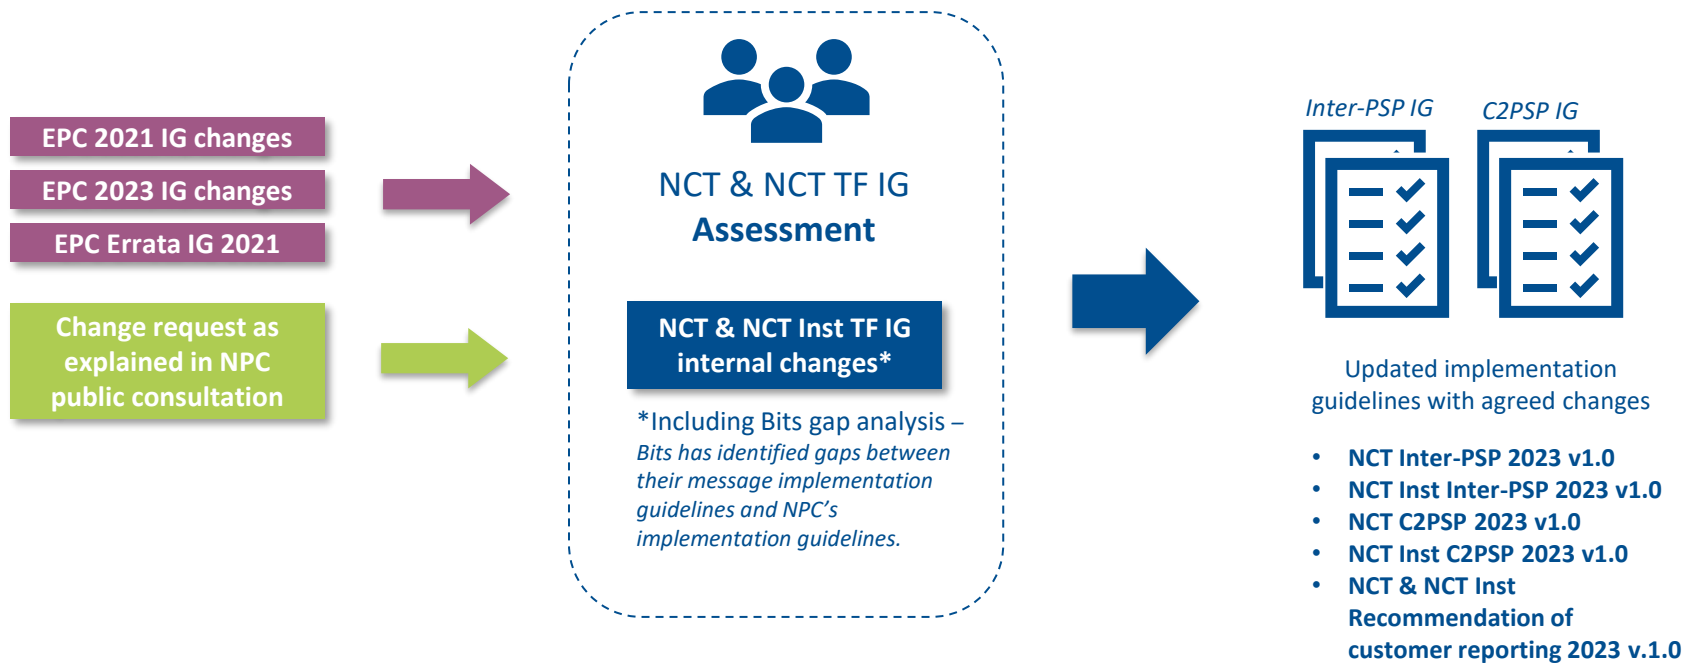 EPC 2021 IG changes
EPC 2023 IG changes
EPC Errata IG 2021
Change request as
explained in NPC
public consultation
NCT & NCT TF IG
Assessment
NCT & NCT Inst TF IG
internal changes*
*Including Bits gap analysis –
Bits has identified gaps between
their message implementation
guidelines and NPC's
implementation guidelines.
Inter-PSP IG
C2PSP IG
Updated implementation
guidelines with agreed changes
• NCT Inter-PSP 2023 v1.0
• NCT Inst Inter-PSP 2023 v1.0
• NCT C2PSP 2023 v1.0
• NCT Inst C2PSP 2023 v1.0
• NCT & NCT Inst
Recommendation of
customer reporting 2023 v.1.0